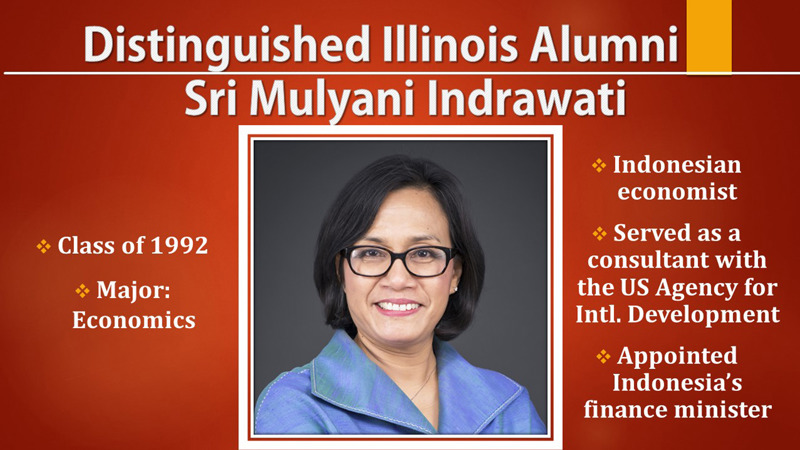 Distinguished Illinois Alumni
Sri Mulyani Indrawati
❖ Class of 1992
❖ Major:
Economics
❖ Indonesian
economist
❖ Served as a
consultant with
the US Agency for
Intl. Development
❖ Appointed
Indonesia’s
finance minister